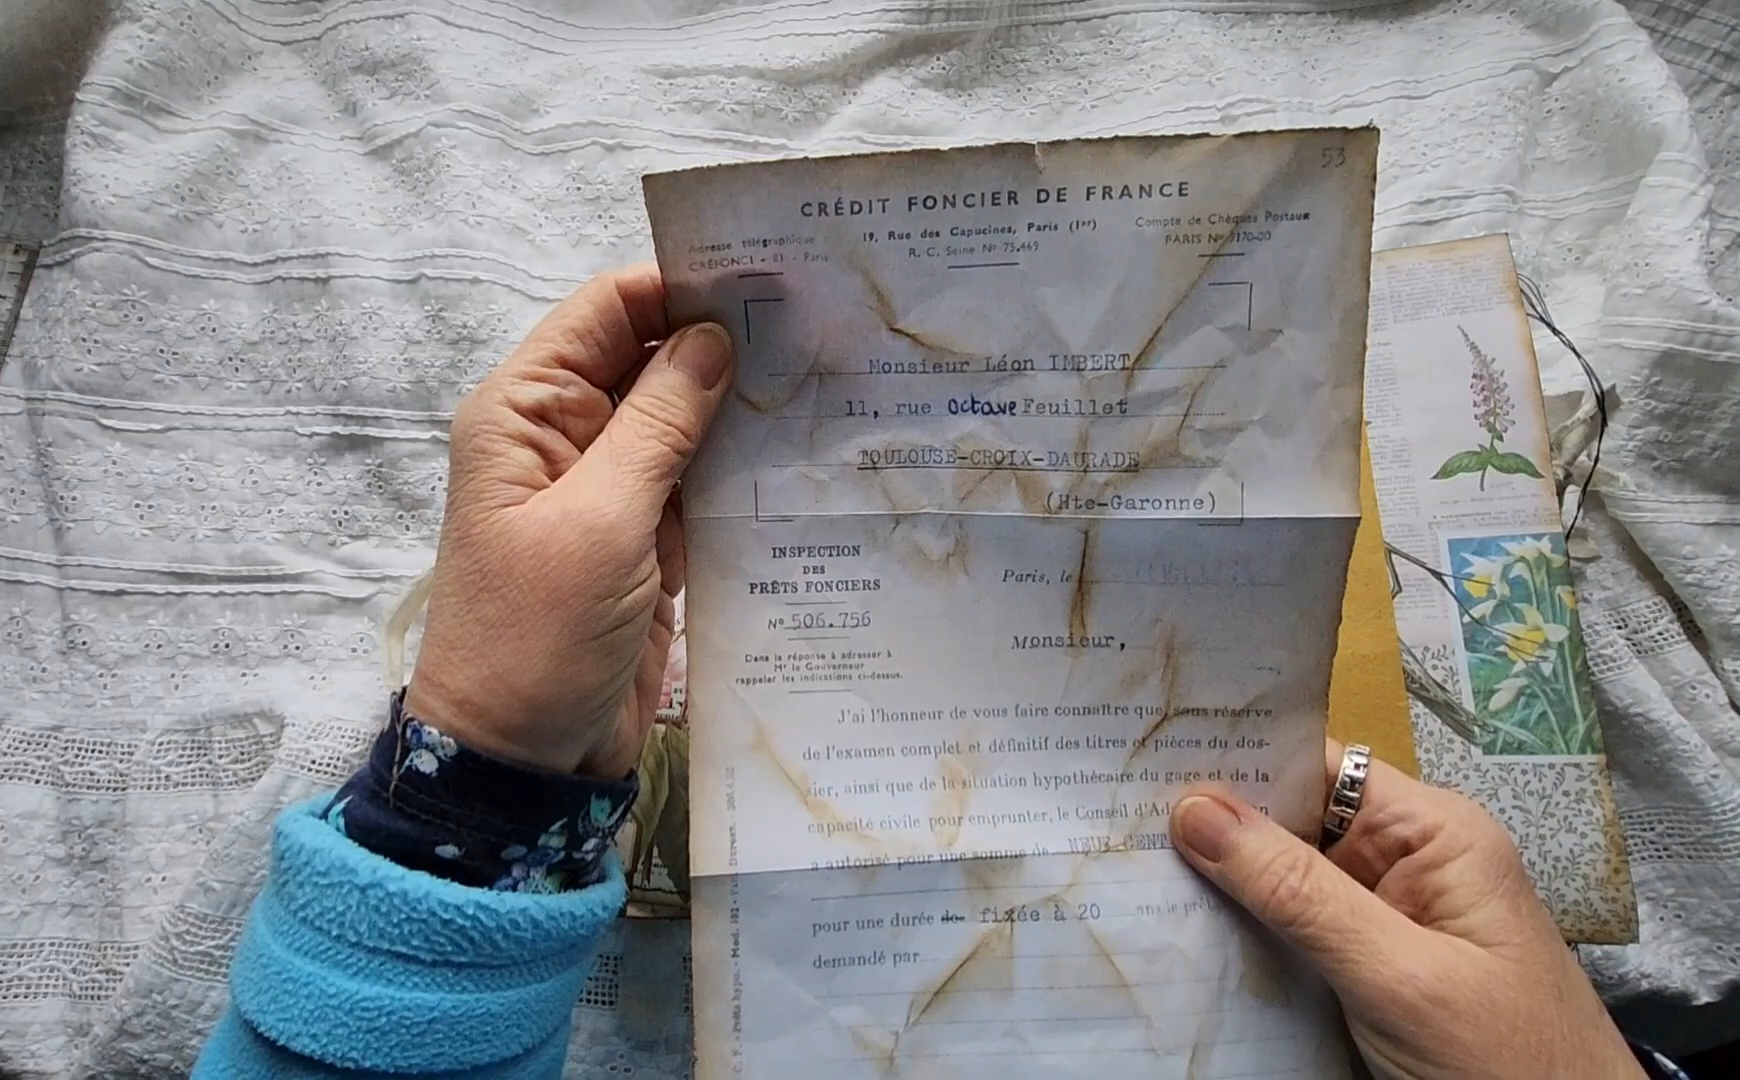 53
CRÉDIT FONCIER DE FRANCE
Adresse télégraphique :
CRÉFONCI - 81 - Paris
19, Rue des Capucines, Paris (1er)
R. C. Seine Nº 75.469
Compte de Chèques Postaux
PARIS Nº 9170-00
Monsieur Léon IMBERT
11, rue Octave Feuillet
TOULOUSE-CROIX-DAURADE
(Hte-Garonne)
INSPECTION
DES
PRÊTS FONCIERS
Nº 506.756
Dans la réponse à adresser à
Mr le Gouverneur
rappeler les indications ci-dessus.
Paris, le
Monsieur,
J'ai l'honneur de vous faire connaître que, sous réserve
de l'examen complet et définitif des titres et pièces du dos-
sier, ainsi que de la situation hypothécaire du gage et de la
capacité civile pour emprunter, le Conseil d'Ad
a autorisé pour une somme de NEUF CENT
pour une durée de fixée à 20 ans le prêt
demandé par